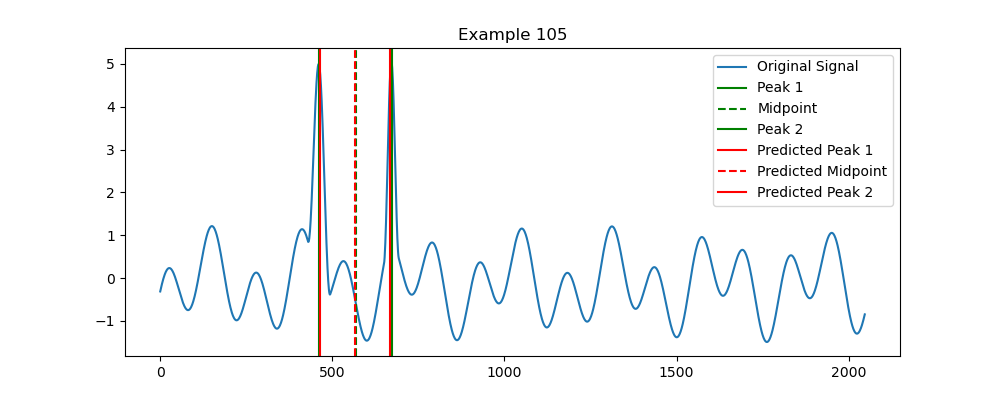 Example 105
5
4
3
2
1
0
−1
0
500
1000
1500
2000
Original Signal
Peak 1
Midpoint
Peak 2
Predicted Peak 1
Predicted Midpoint
Predicted Peak 2